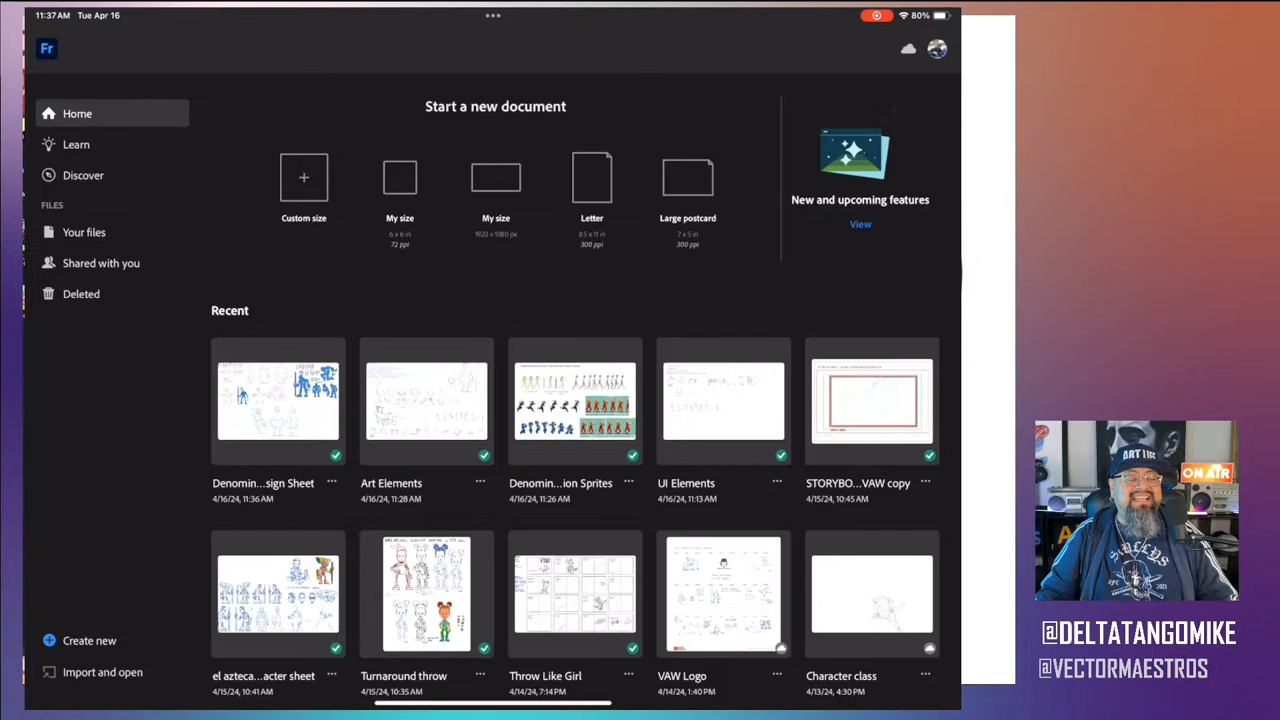 11:37 AM Tue Apr 16
80%
Fr
Home
Learn
Discover
FILES
Your files
Shared with you
Deleted
Create new
Import and open
Start a new document
Custom size
My size
6 x 6 in
72 ppi
My size
1920 x 1080 px
Letter
8.5 x 11 in
300 ppi
Large postcard
7 x 5 in
300 ppi
New and upcoming features
View
Recent
Denomin...sign Sheet
4/16/24, 11:36 AM
Art Elements
4/16/24, 11:28 AM
Denomin...ion Sprites
4/16/24, 11:26 AM
UI Elements
4/16/24, 11:13 AM
STORYBO...VAW copy
4/15/24, 10:45 AM
el azteca...acter sheet
4/15/24, 10:41 AM
Turnaround throw
4/15/24, 10:35 AM
Throw Like Girl
4/14/24, 7:14 PM
VAW Logo
4/14/24, 1:40 PM
Character class
4/13/24, 4:30 PM
ART LIFE
ON AIR
@DELTATANGOMIKE
@VECTORMAESTROS